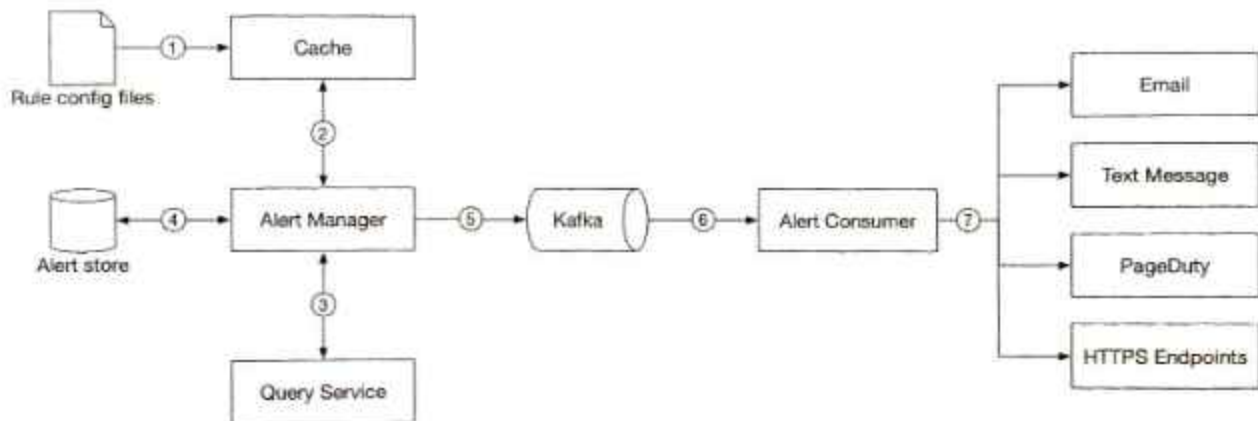 1
Cache
Rule config files
Email
2
Text Message
4
Alert Manager
5
Kafka
6
Alert Consumer
7
Alert store
PageDuty
3
HTTPS Endpoints
Query Service